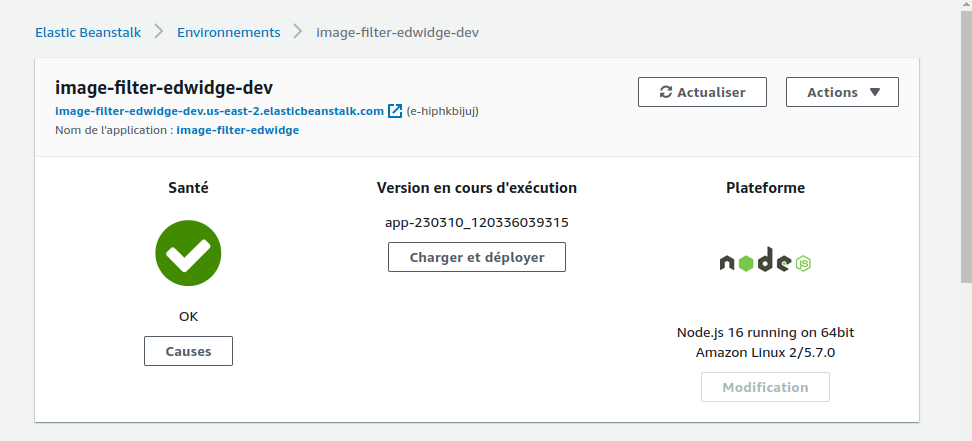 Elastic Beanstalk > Environnements > image-filter-edwidge-dev
image-filter-edwidge-dev
Actualiser
Actions
image-filter-edwidge-dev.us-east-2.elasticbeanstalk.com (e-hiphkbijuj)
Nom de l'application : image-filter-edwidge
Santé
OK
Causes
Version en cours d'exécution
app-230310_120336039315
Charger et déployer
Plateforme
node JS
Node.js 16 running on 64bit
Amazon Linux 2/5.7.0
Modification